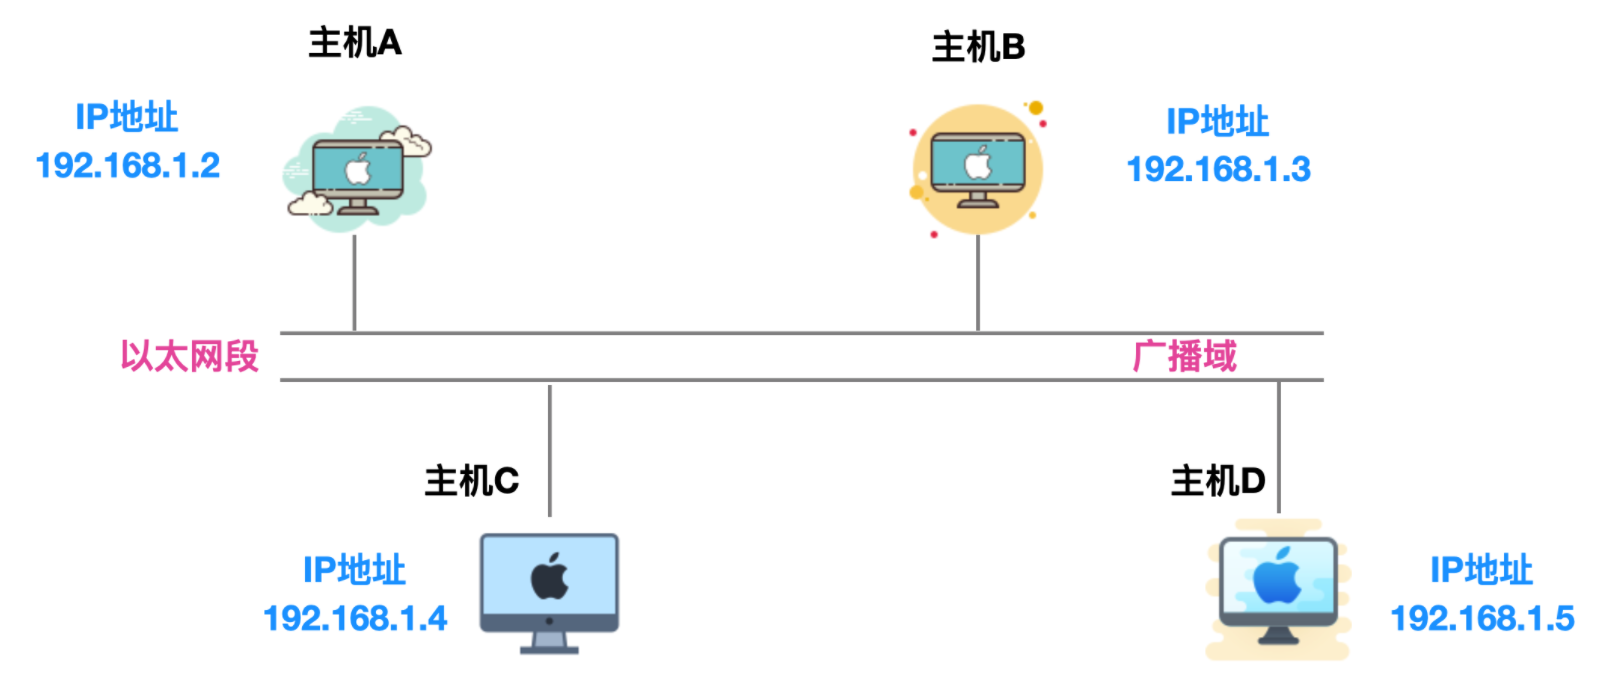 主机A
主机B
IP地址
192.168.1.2
IP地址
192.168.1.3
以太网段
广播域
主机C
主机D
IP地址
192.168.1.4
IP地址
192.168.1.5